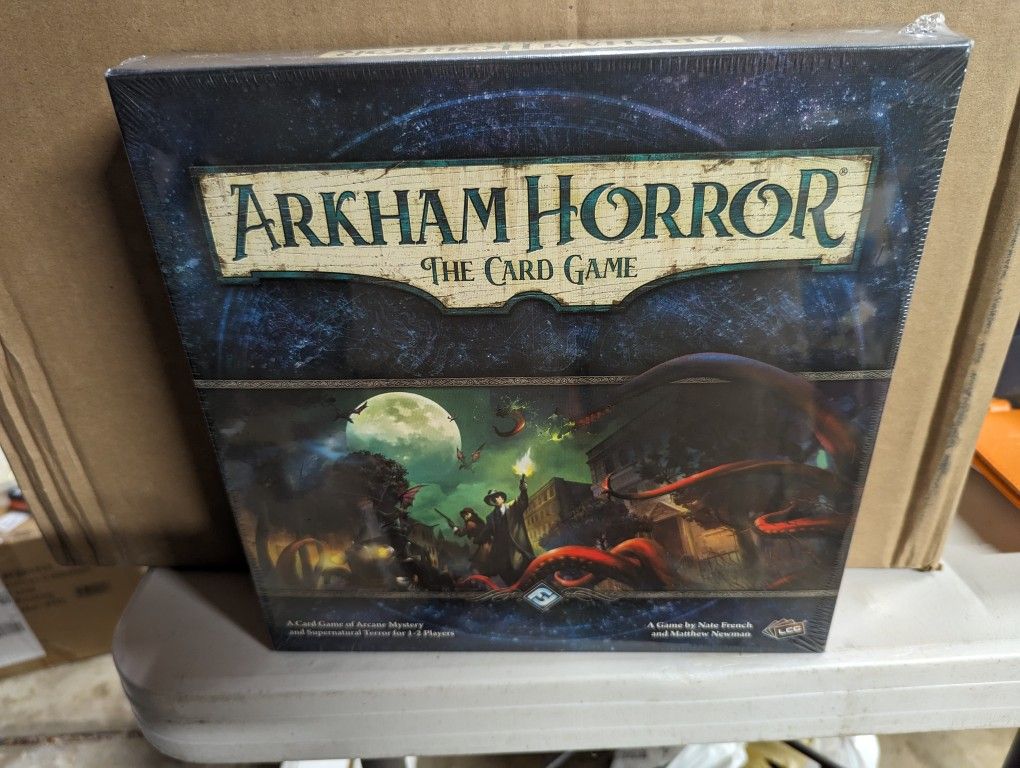 ARKHAM HORROR®
THE CARD GAME
A Card Game of Arcane Mystery
and Supernatural Terror for 1-2 Players
A Game by Nate French
and Matthew Newman
LCG